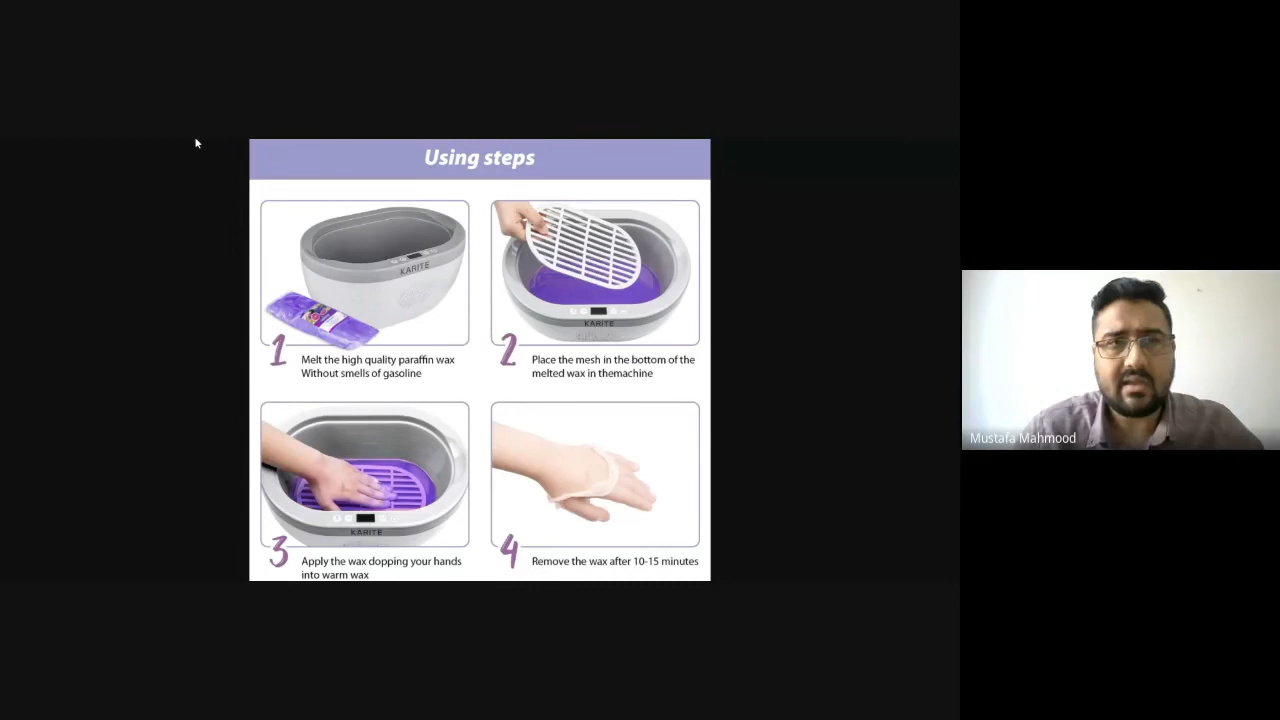 Using steps
KARITE
KARITE
1
Melt the high quality paraffin wax
Without smells of gasoline
2
Place the mesh in the bottom of the
melted wax in themachine
KARITE
3
Apply the wax dopping your hands
into warm wax
4
Remove the wax after 10-15 minutes
Mustafa Mahmood